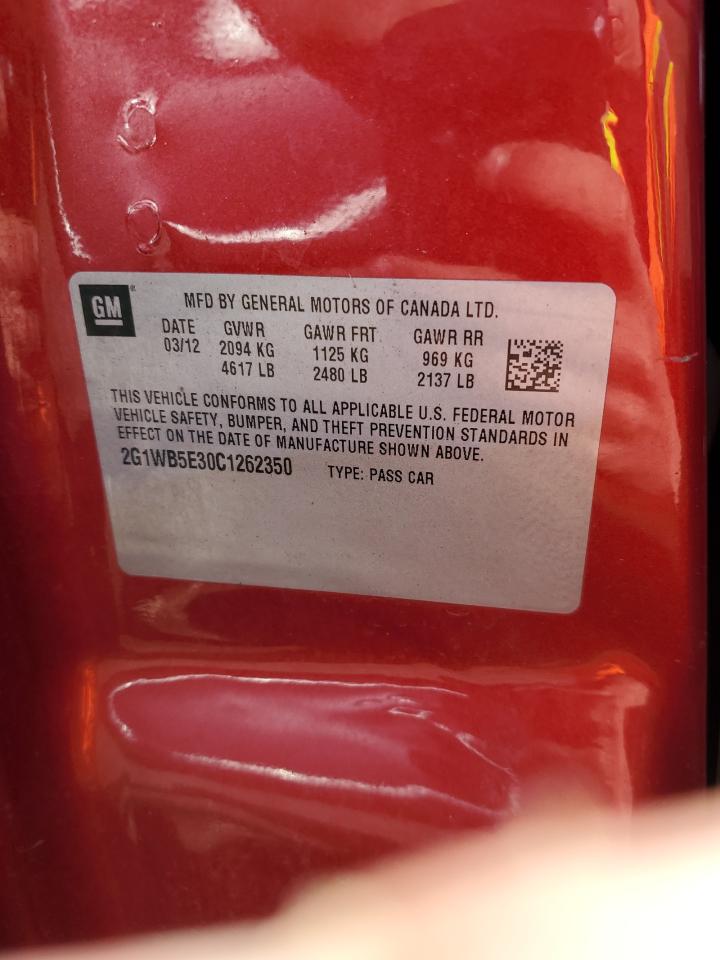 GM
MFD BY GENERAL MOTORS OF CANADA LTD.
DATE GVWR GAWR FRT GAWR RR
03/12 2094 KG 1125 KG 969 KG
4617 LB 2480 LB 2137 LB
THIS VEHICLE CONFORMS TO ALL APPLICABLE U.S. FEDERAL MOTOR
VEHICLE SAFETY, BUMPER, AND THEFT PREVENTION STANDARDS IN
EFFECT ON THE DATE OF MANUFACTURE SHOWN ABOVE.
2G1WB5E30C1262350 TYPE: PASS CAR